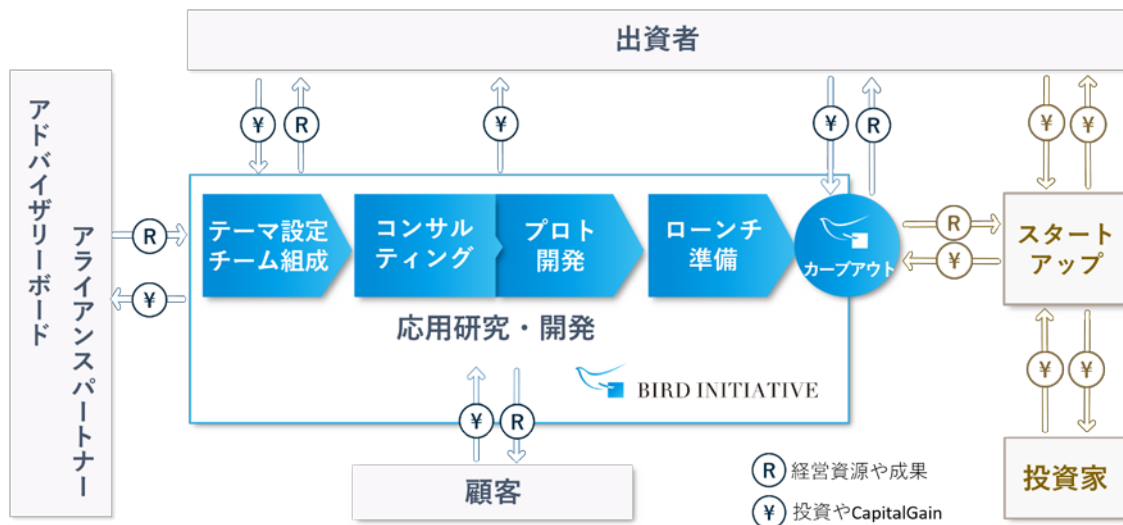 出資者
¥
R
¥
¥
R
¥
¥
アドバイザリーボード
アライアンスパートナー
R
¥
テーマ設定
チーム組成
コンサル
ティング
プロト
開発
ローンチ
準備
カーブアウト
R
¥
スタート
アップ
応用研究・開発
BIRD INITIATIVE
¥
R
¥
¥
顧客
投資家
R 経営資源や成果
¥ 投資やCapitalGain